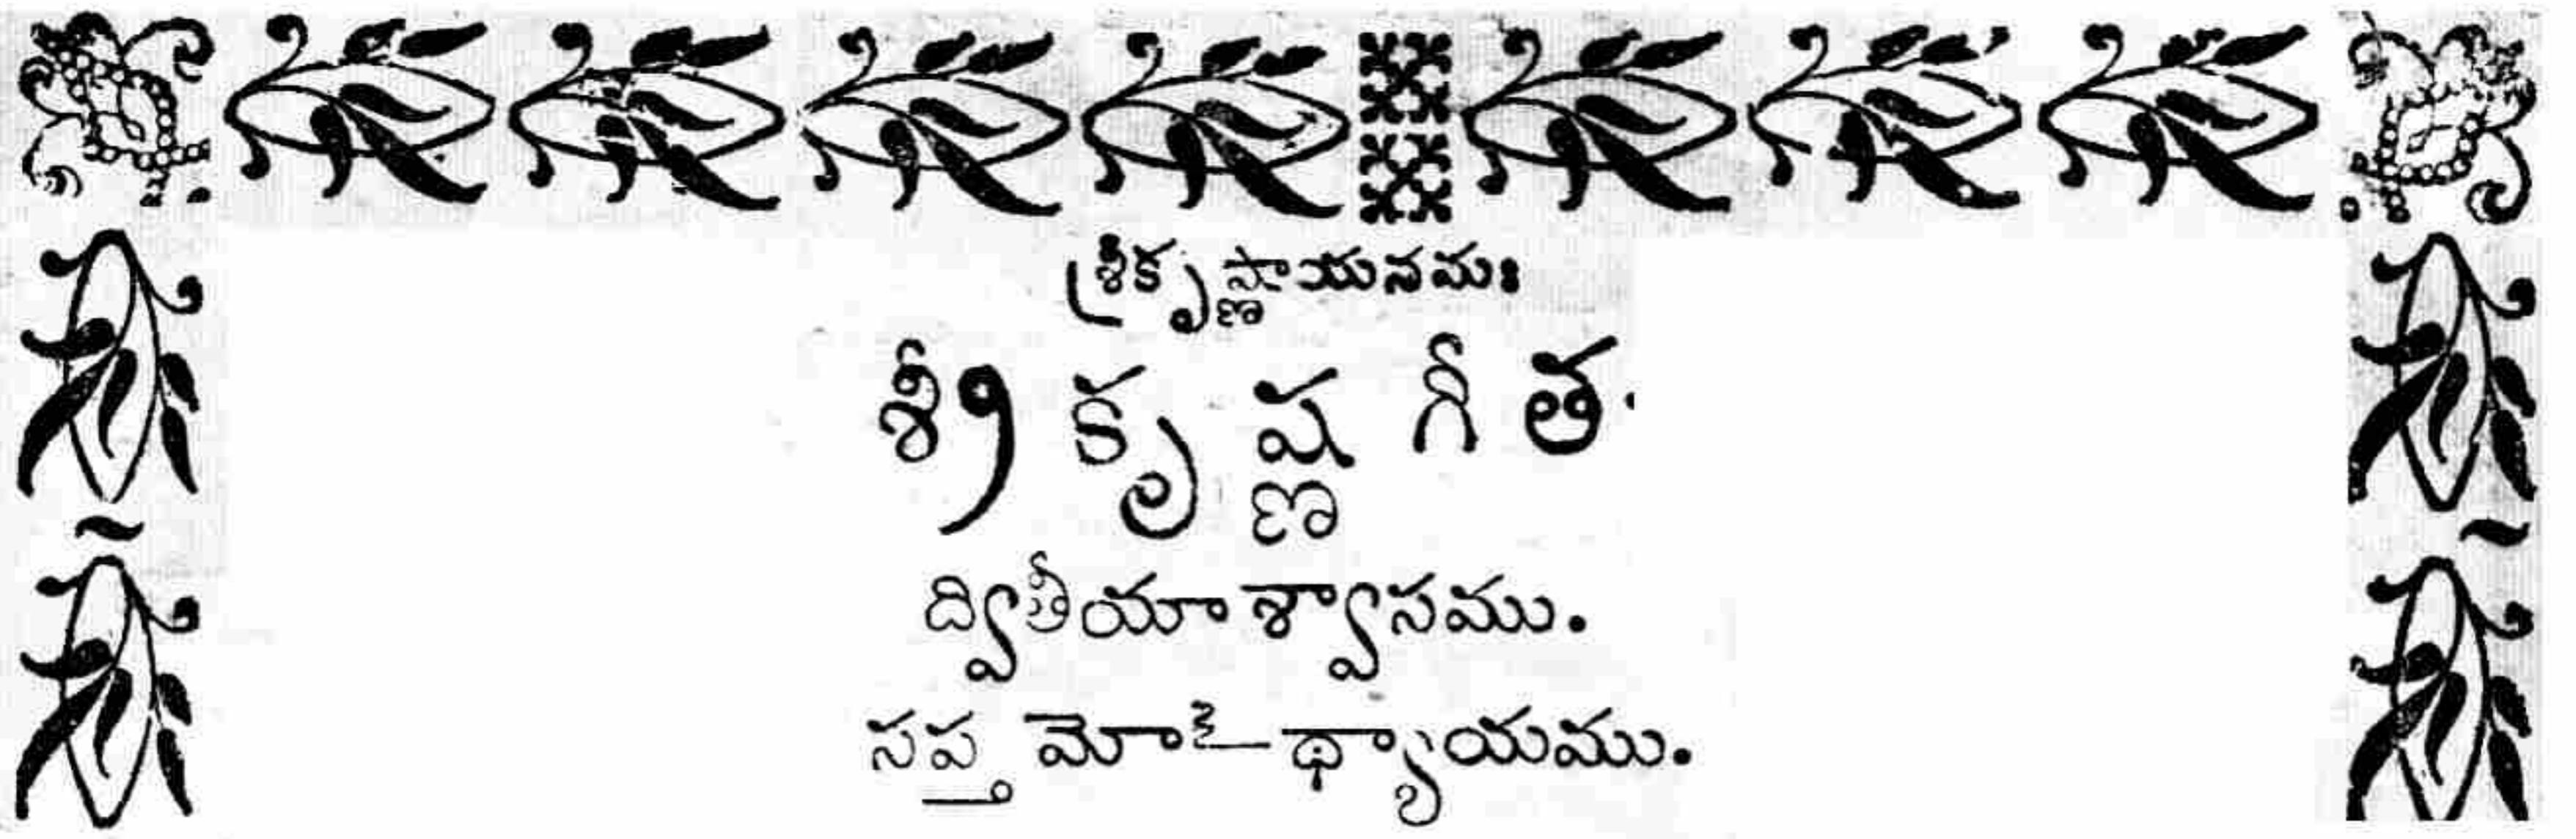 శ్రీకృష్ణాయనమః
శ్రీ కృ ష్ణ గీ త
ద్వితీయాశ్వాసము.
సప్తమోఽధ్యాయము.